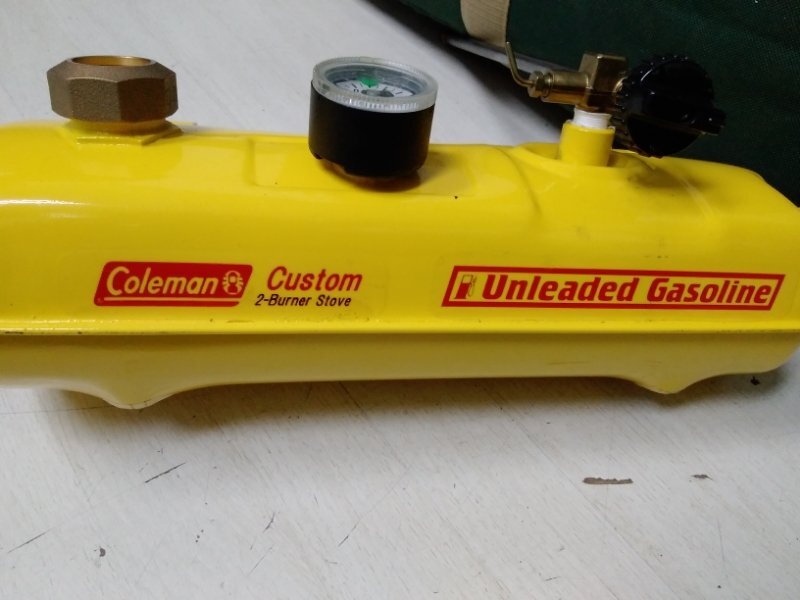 Coleman
Custom
2-Burner Stove
Unleaded Gasoline